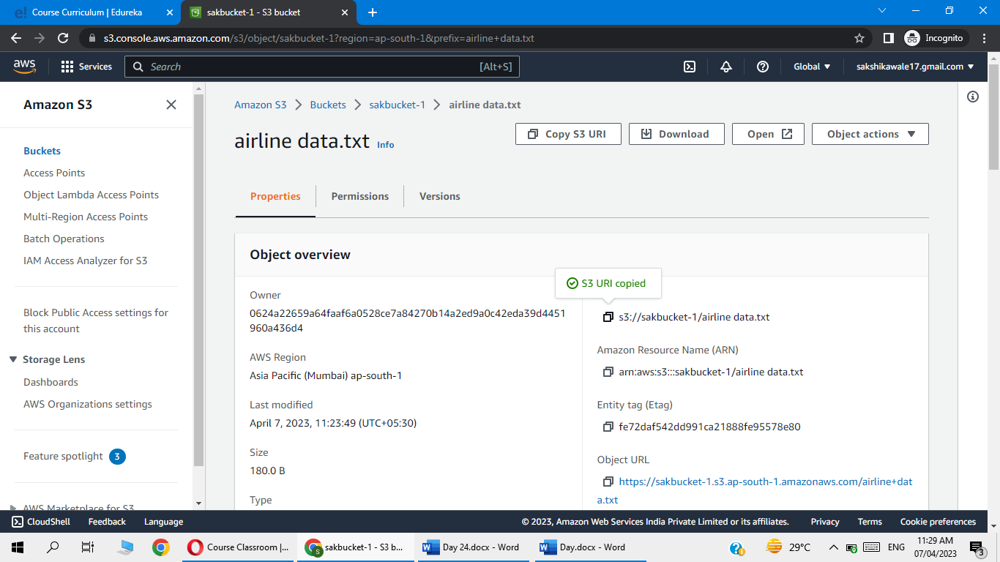 Course Curriculum | Edureka
sakbucket-1 - S3 bucket
s3.console.aws.amazon.com/s3/object/sakbucket-1?region=ap-south-1&prefix=airline+data.txt
Incognito
aws
Services
Search
[Alt+S]
Global
sakshikawale17.gmail.com
Amazon S3
Buckets
Access Points
Object Lambda Access Points
Multi-Region Access Points
Batch Operations
IAM Access Analyzer for S3
Block Public Access settings for
this account
Storage Lens
Dashboards
AWS Organizations settings
Feature spotlight 3
AWS Marketplace for S3
Amazon S3 > Buckets > sakbucket-1 > airline data.txt
airline data.txt Info
Copy S3 URI
Download
Open
Object actions
Properties
Permissions
Versions
Object overview
Owner
0624a22659a64faaf6a0528ce7a84270b14a2ed9a0c42eda39d4451
960a436d4
AWS Region
Asia Pacific (Mumbai) ap-south-1
Last modified
April 7, 2023, 11:23:49 (UTC+05:30)
Size
180.0 B
Type
S3 URI copied
s3://sakbucket-1/airline data.txt
Amazon Resource Name (ARN)
arn:aws:s3:::sakbucket-1/airline data.txt
Entity tag (Etag)
fe72daf542dd991ca21888fe95578e80
Object URL
https://sakbucket-1.s3.ap-south-1.amazonaws.com/airline+dat
a.txt
CloudShell
Feedback
Language
© 2023, Amazon Web Services India Private Limited or its affiliates.
Privacy
Terms
Cookie preferences
Course Classroom |...
sakbucket-1 - S3 b...
Day 24.docx - Word
Day.docx - Word
29°C
ENG
11:29 AM
07/04/2023
3